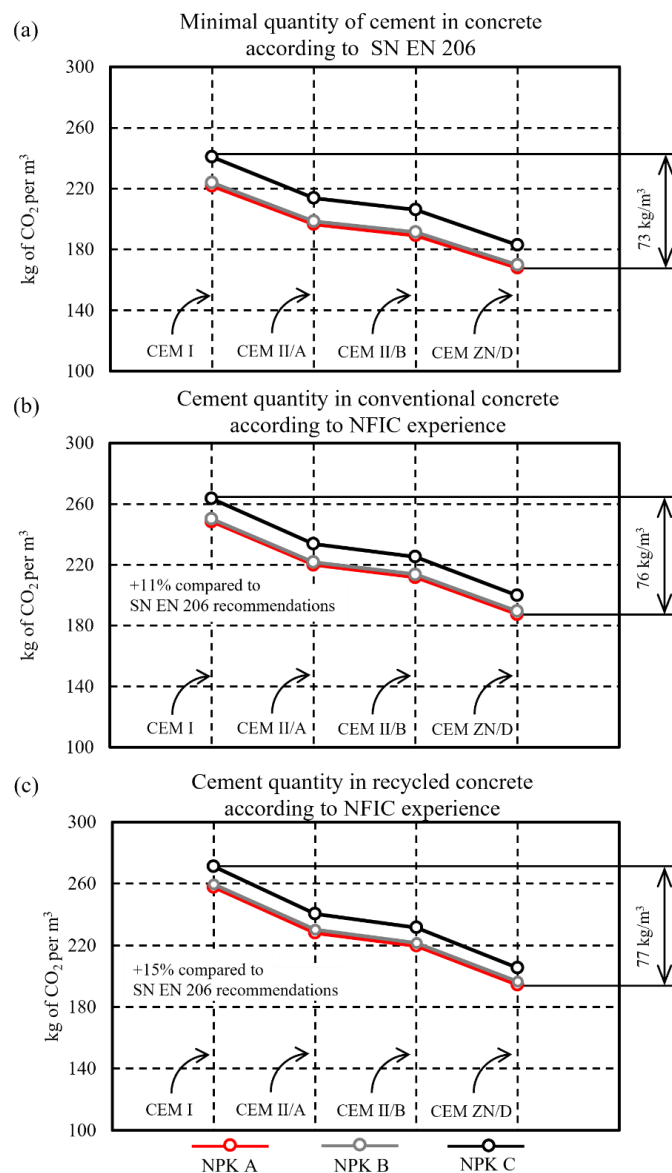 (a)
Minimal quantity of cement in concrete
according to SN EN 206
kg of CO₂ per m³
300
260
220
180
140
100
CEM I
CEM II/A
CEM II/B
CEM ZN/D
73 kg/m³
(b)
Cement quantity in conventional concrete
according to NFIC experience
kg of CO₂ per m³
300
260
220
180
140
100
+11% compared to
SN EN 206 recommendations
CEM I
CEM II/A
CEM II/B
CEM ZN/D
76 kg/m³
(c)
Cement quantity in recycled concrete
according to NFIC experience
kg of CO₂ per m³
300
260
220
180
140
100
+15% compared to
SN EN 206 recommendations
CEM I
CEM II/A
CEM II/B
CEM ZN/D
77 kg/m³
NPK A
NPK B
NPK C